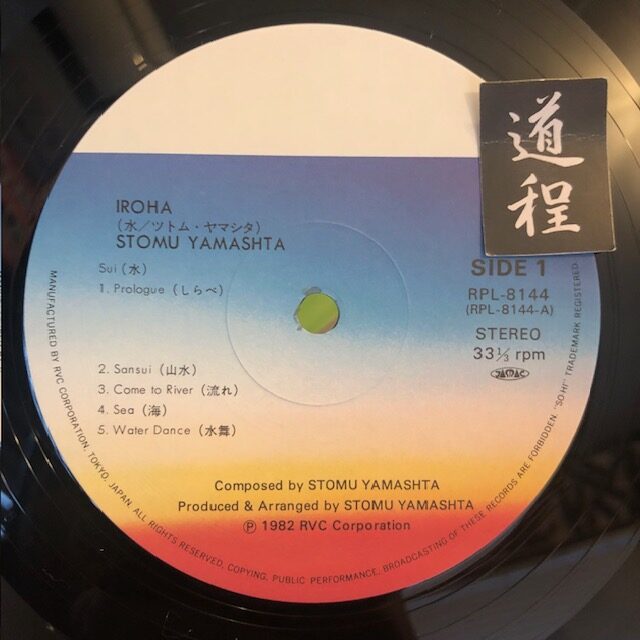 道程
IROHA
(水/ツトム・ヤマシタ)
STOMU YAMASHTA
Sui (水)
1. Prologue (しらべ)
2. Sansui (山水)
3. Come to River (流れ)
4. Sea (海)
5. Water Dance (水舞)
SIDE 1
RPL-8144
(RPL-8144-A)
STEREO
33⅓ rpm
JASRAC
Composed by STOMU YAMASHTA
Produced & Arranged by STOMU YAMASHTA
Ⓟ 1982 RVC Corporation
MANUFACTURED BY RVC CORPORATION, TOKYO, JAPAN. ALL RIGHTS RESERVED. COPYING, PUBLIC PERFORMANCE, BROADCASTING OF THESE RECORDS ARE FORBIDDEN. "SO HI" TRADEMARK REGISTERED.